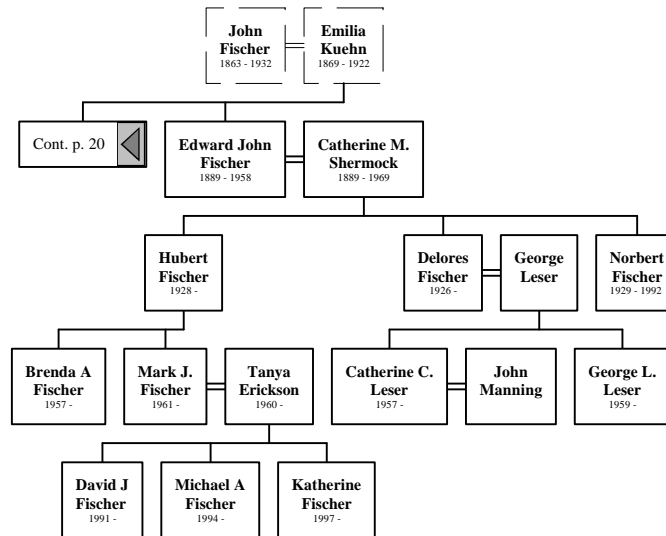 John
Fischer
1863 - 1932
Emilia
Kuehn
1869 - 1922
Cont. p. 20
Edward John
Fischer
1889 - 1958
Catherine M.
Shermock
1889 - 1969
Hubert
Fischer
1928 -
Delores
Fischer
1926 -
George
Leser
Norbert
Fischer
1929 - 1992
Brenda A
Fischer
1957 -
Mark J.
Fischer
1961 -
Tanya
Erickson
1960 -
Catherine C.
Leser
1957 -
John
Manning
George L.
Leser
1959 -
David J
Fischer
1991 -
Michael A
Fischer
1994 -
Katherine
Fischer
1997 -